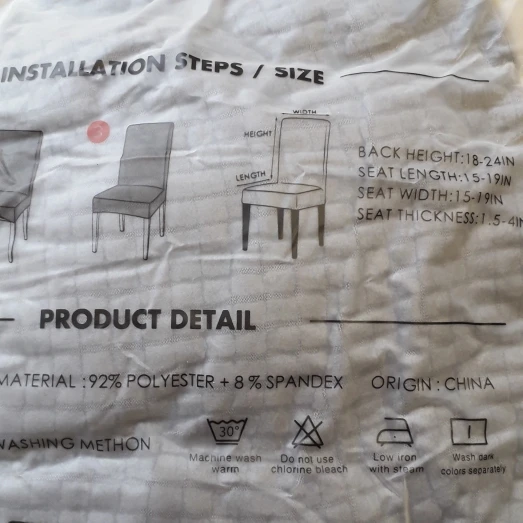 INSTALLATION STEPS / SIZE
WIDTH
HEIGHT
LENGTH
BACK HEIGHT:18-24IN
SEAT LENGTH:15-19IN
SEAT WIDTH:15-19IN
SEAT THICKNESS:1.5-4IN
PRODUCT DETAIL
MATERIAL :92% POLYESTER + 8 % SPANDEX ORIGIN : CHINA
WASHING METHON
30°
Machine wash warm
Do not use chlorine bleach
Low iron with steam
Wash dark colors separately